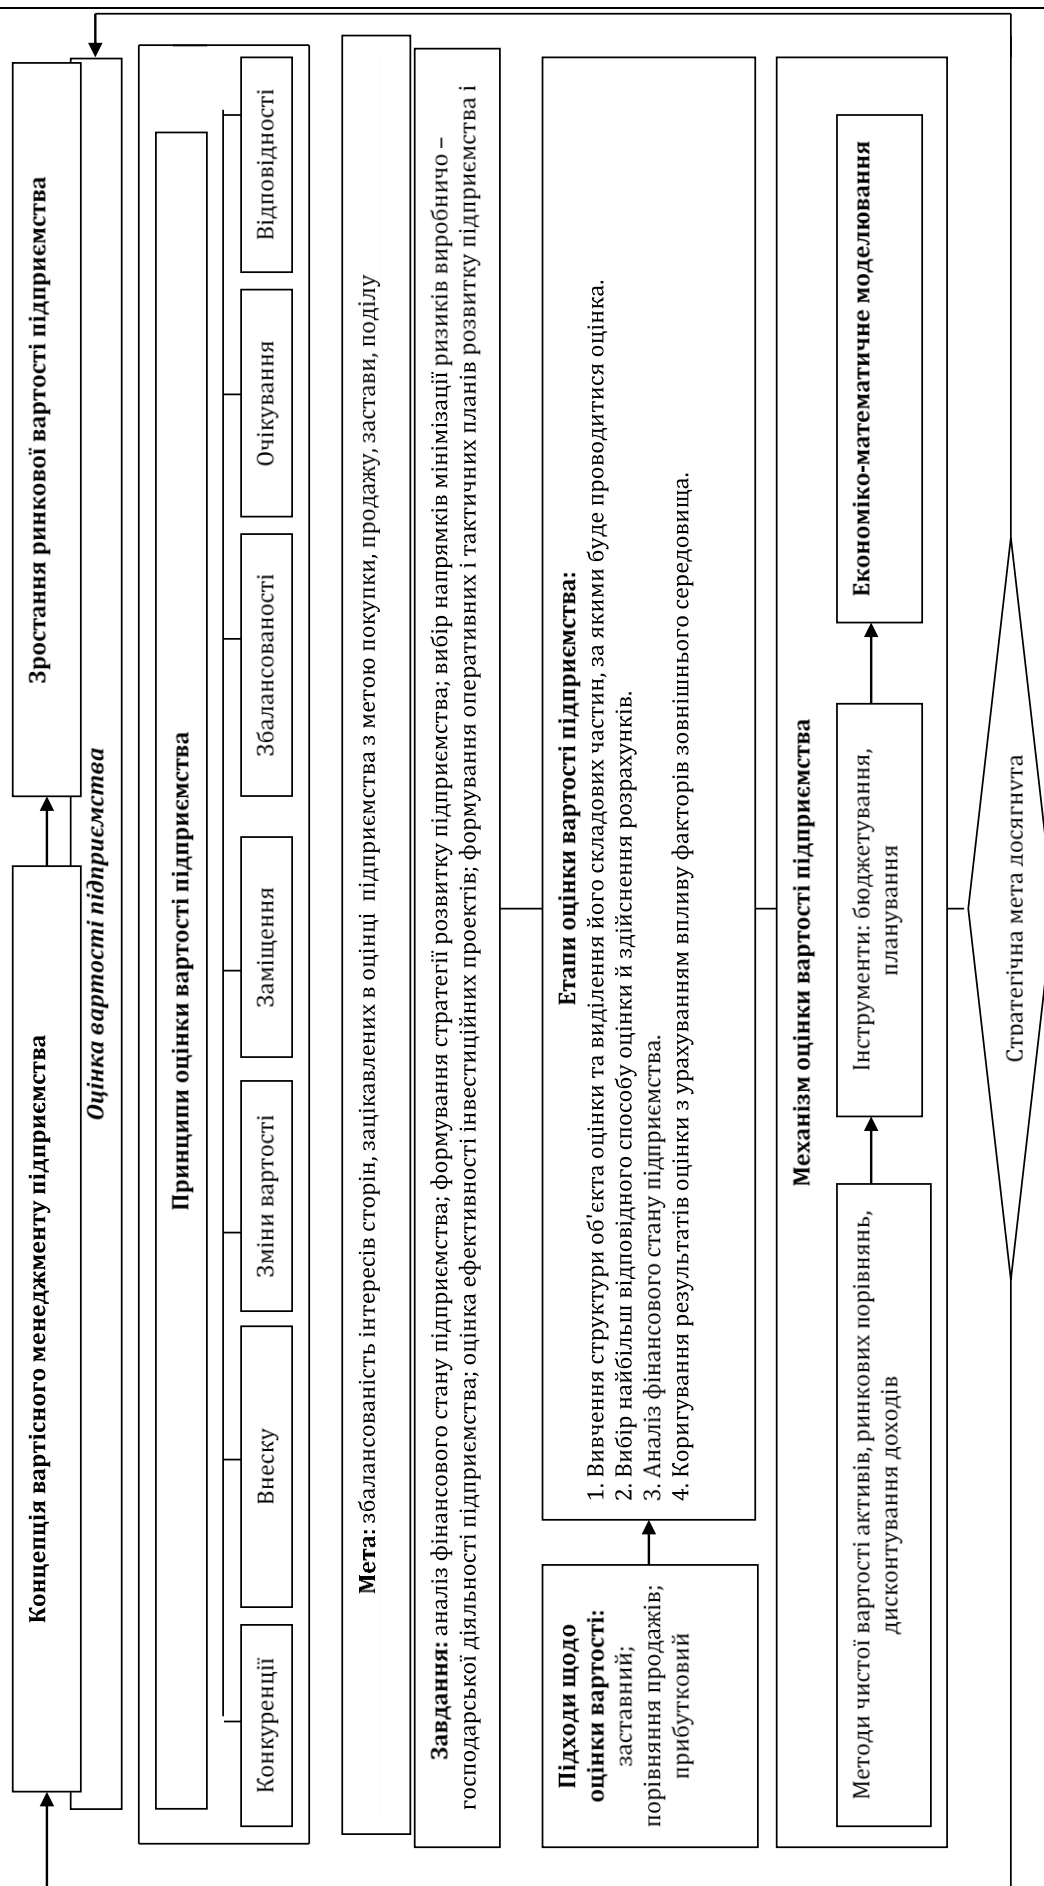 Концепція вартісного менеджменту підприємства
Зростання ринкової вартості підприємства
Оцінка вартості підприємства
Принципи оцінки вартості підприємства
Конкуренції
Внеску
Зміни вартості
Заміщення
Збалансованості
Очікування
Відповідності
Мета: збалансованість інтересів сторін, зацікавлених в оцінці підприємства з метою покупки, продажу, застави, поділу
Завдання: аналіз фінансового стану підприємства; формування стратегії розвитку підприємства; вибір напрямків мінімізації ризиків виробничо –
господарської діяльності підприємства; оцінка ефективності інвестиційних проектів; формування оперативних і тактичних планів розвитку підприємства і
Підходи щодо
оцінки вартості:
заставний;
порівняння продажів;
прибутковий
Етапи оцінки вартості підприємства:
1. Вивчення структури об'єкта оцінки та виділення його складових частин, за якими буде проводитися оцінка.
2. Вибір найбільш відповідного способу оцінки й здійснення розрахунків.
3. Аналіз фінансового стану підприємства.
4. Коригування результатів оцінки з урахуванням впливу факторів зовнішнього середовища.
Механізм оцінки вартості підприємства
Методи чистої вартості активів, ринкових порівнянь,
дисконтування доходів
Інструменти: бюджетування,
планування
Економіко-математичне моделювання
Стратегічна мета досягнута